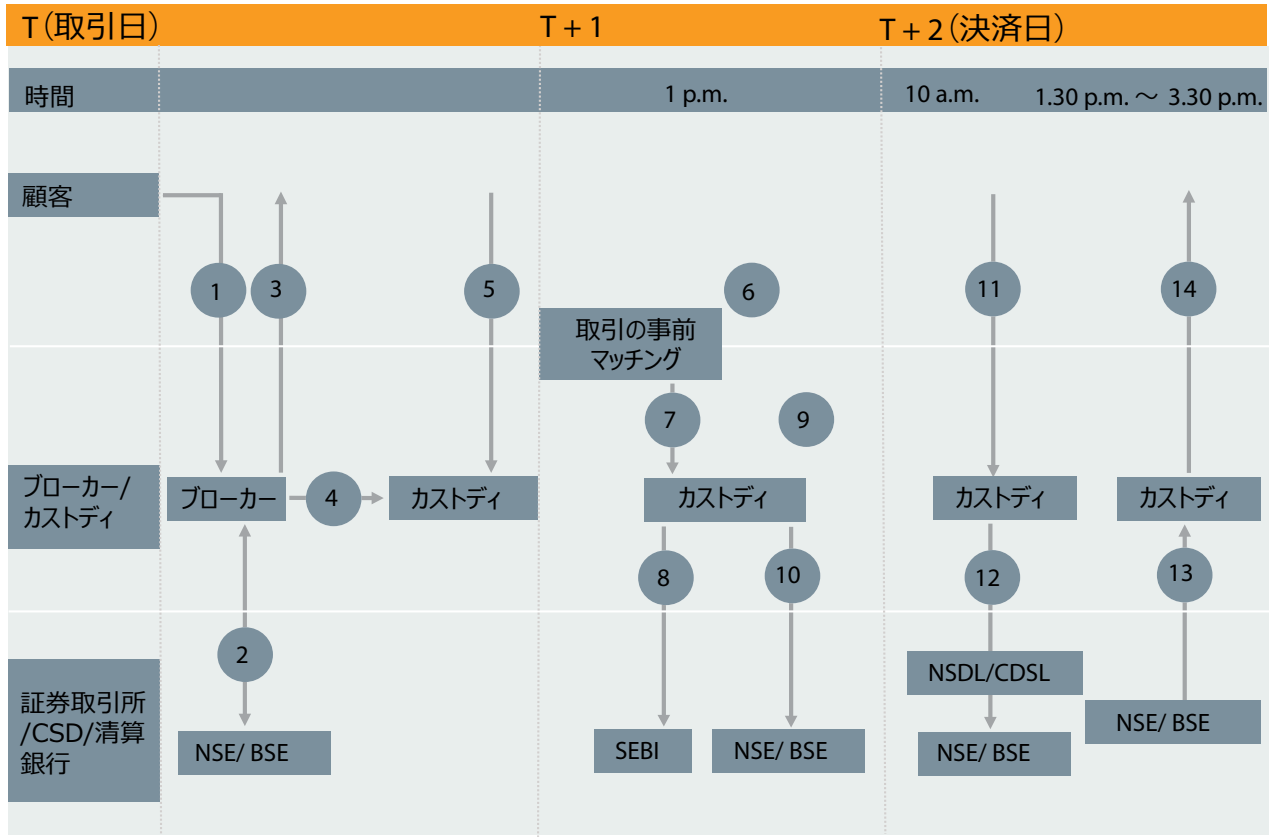 T（取引日）
T + 1
T + 2（決済日）
時間
1 p.m.
10 a.m.
1.30 p.m. ～ 3.30 p.m.
顧客
1
3
5
6
11
14
取引の事前
マッチング
7
9
ブローカー/
カストディ
ブローカー
4
カストディ
カストディ
カストディ
カストディ
8
10
12
13
2
証券取引所
/CSD/清算
銀行
NSE/ BSE
SEBI
NSE/ BSE
NSDL/CDSL
NSE/ BSE
NSE/ BSE